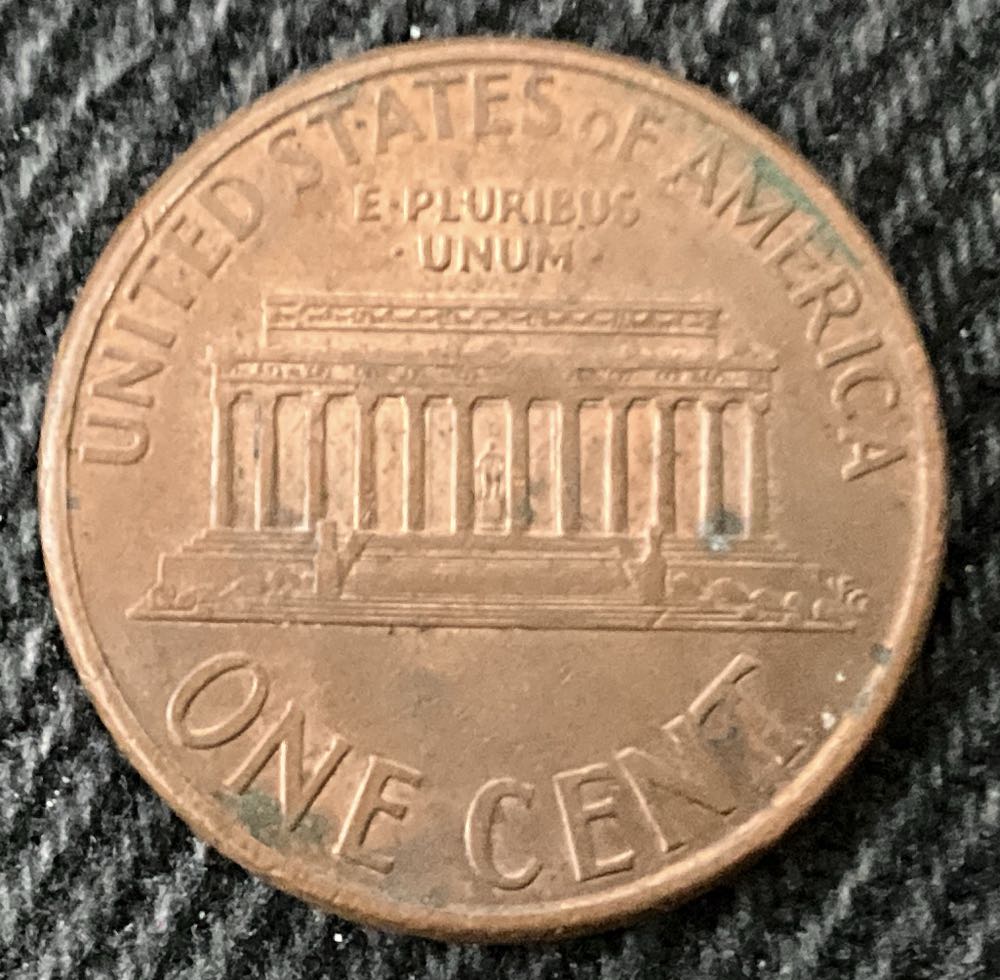 UNITED STATES OF AMERICA
E·PLURIBUS
·UNUM·
ONE CENT